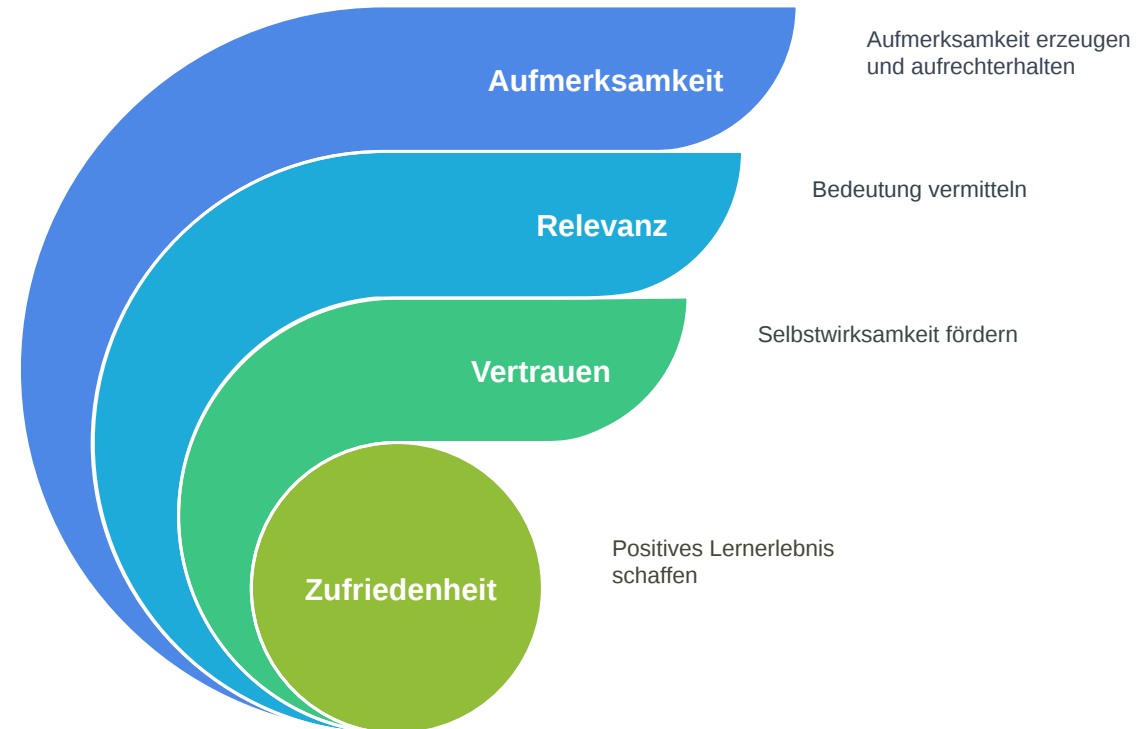 Aufmerksamkeit
Aufmerksamkeit erzeugen
und aufrechterhalten
Relevanz
Bedeutung vermitteln
Vertrauen
Selbstwirksamkeit fördern
Zufriedenheit
Positives Lernerlebnis
schaffen